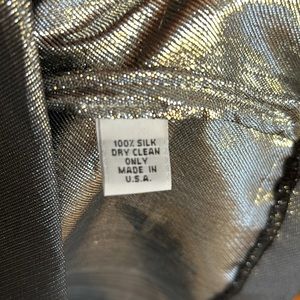 100% SILK
DRY CLEAN
ONLY
MADE IN
U.S.A.